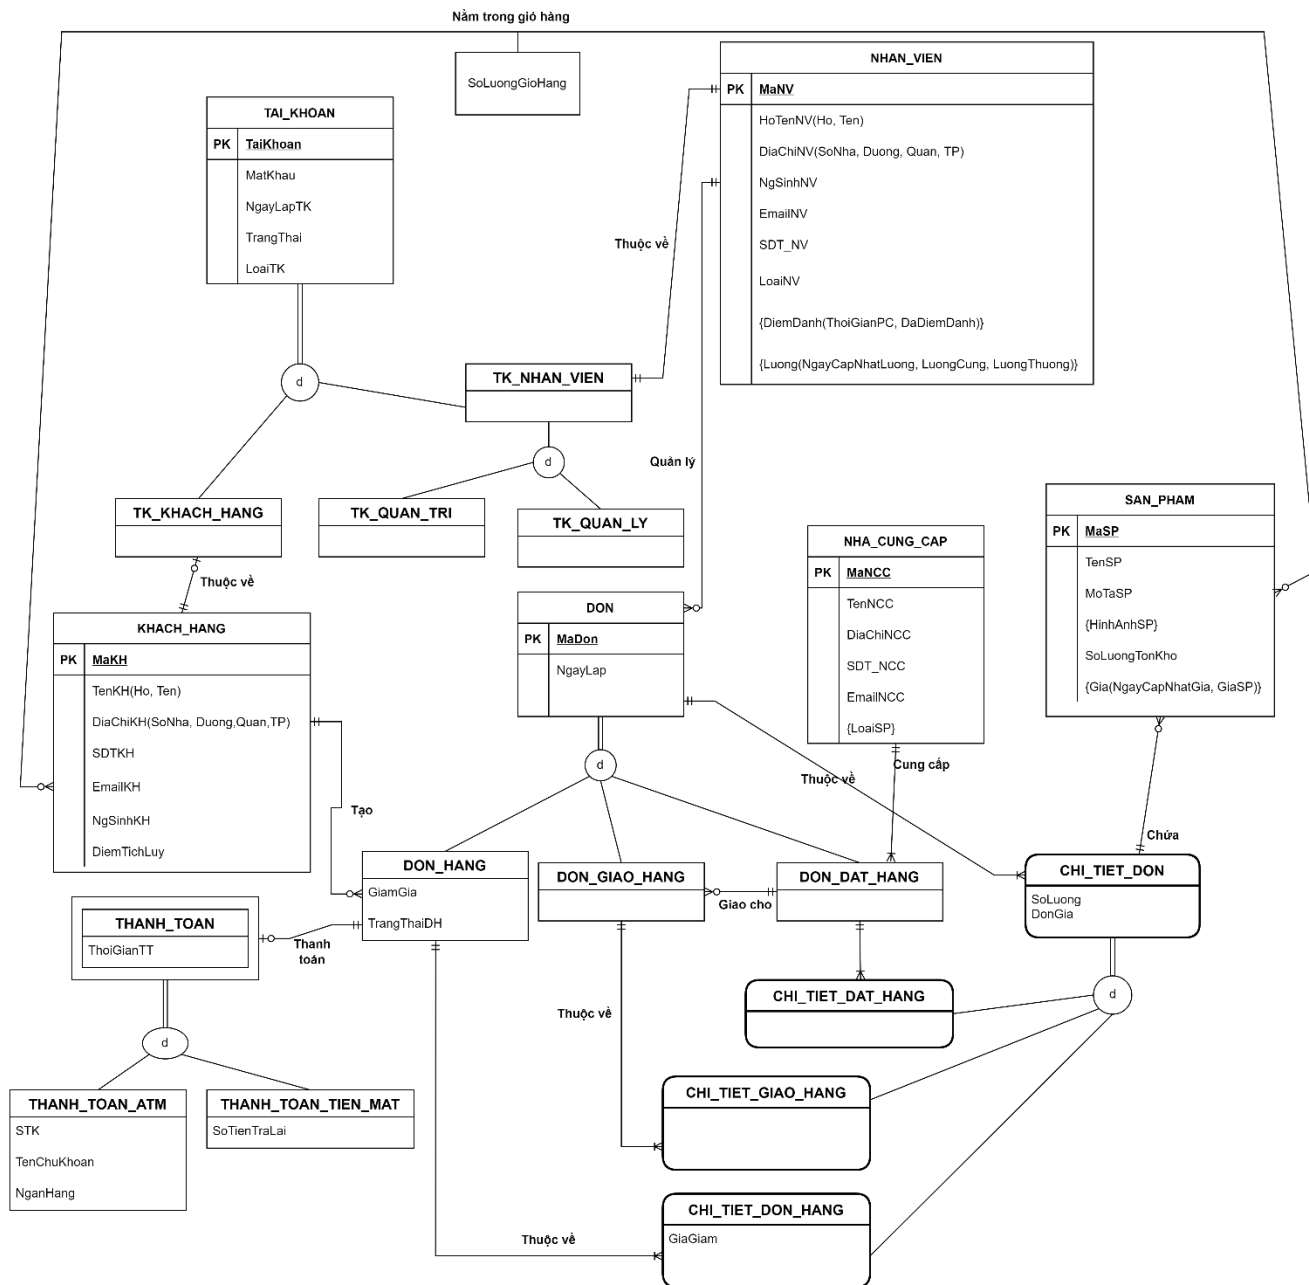 Nằm trong giỏ hàng
SoLuongGioHang
NHAN_VIEN
PK MaNV
HoTenNV(Ho, Ten)
DiaChiNV(SoNha, Duong, Quan, TP)
NgSinhNV
EmailNV
SDT_NV
LoaiNV
{DiemDanh(ThoiGianPC, DaDiemDanh)}
{Luong(NgayCapNhatLuong, LuongCung, LuongThuong)}
TAI_KHOAN
PK TaiKhoan
MatKhau
NgayLapTK
TrangThai
LoaiTK
Thuộc về
d
TK_NHAN_VIEN
d
Quản lý
TK_KHACH_HANG
TK_QUAN_TRI
TK_QUAN_LY
Thuộc về
SAN_PHAM
PK MaSP
TenSP
MoTaSP
{HinhAnhSP}
SoLuongTonKho
{Gia(NgayCapNhatGia, GiaSP)}
NHA_CUNG_CAP
PK MaNCC
TenNCC
DiaChiNCC
SDT_NCC
EmailNCC
{LoaiSP}
DON
PK MaDon
NgayLap
KHACH_HANG
PK MaKH
TenKH(Ho, Ten)
DiaChiKH(SoNha, Duong,Quan,TP)
SDTKH
EmailKH
NgSinhKH
DiemTichLuy
d
Thuộc về
Cung cấp
Tạo
Chứa
DON_HANG
GiamGia
TrangThaiDH
DON_GIAO_HANG
Giao cho
DON_DAT_HANG
CHI_TIET_DON
SoLuong
DonGia
THANH_TOAN
ThoiGianTT
Thanh
toán
CHI_TIET_DAT_HANG
d
Thuộc về
d
CHI_TIET_GIAO_HANG
THANH_TOAN_ATM
STK
TenChuKhoan
NganHang
THANH_TOAN_TIEN_MAT
SoTienTraLai
CHI_TIET_DON_HANG
GiaGiam
Thuộc về